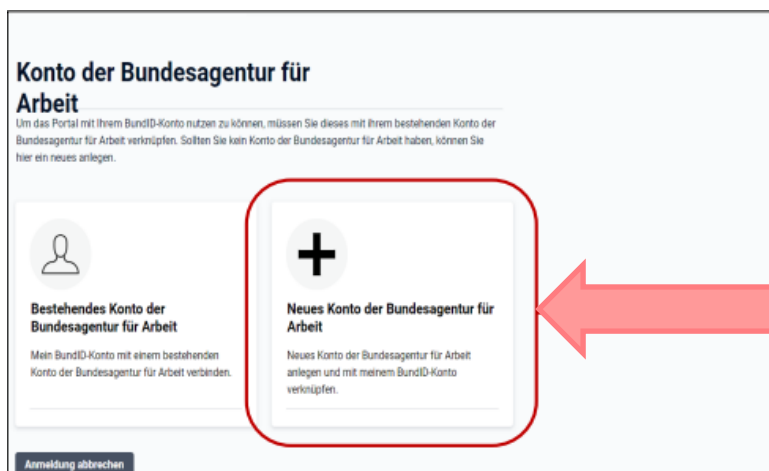 Konto der Bundesagentur für
Arbeit
Um das Portal mit Ihrem BundID-Konto nutzen zu können, müssen Sie dieses mit Ihrem bestehenden Konto der
Bundesagentur für Arbeit verknüpfen. Sollten Sie kein Konto der Bundesagentur für Arbeit haben, können Sie
hier ein neues anlegen.
Bestehendes Konto der
Bundesagentur für Arbeit
Mein BundID-Konto mit einem bestehenden
Konto der Bundesagentur für Arbeit verbinden.
Neues Konto der Bundesagentur für
Arbeit
Neues Konto der Bundesagentur für Arbeit
anlegen und mit meinem BundID-Konto
verknüpfen.
Anmeldung abbrechen